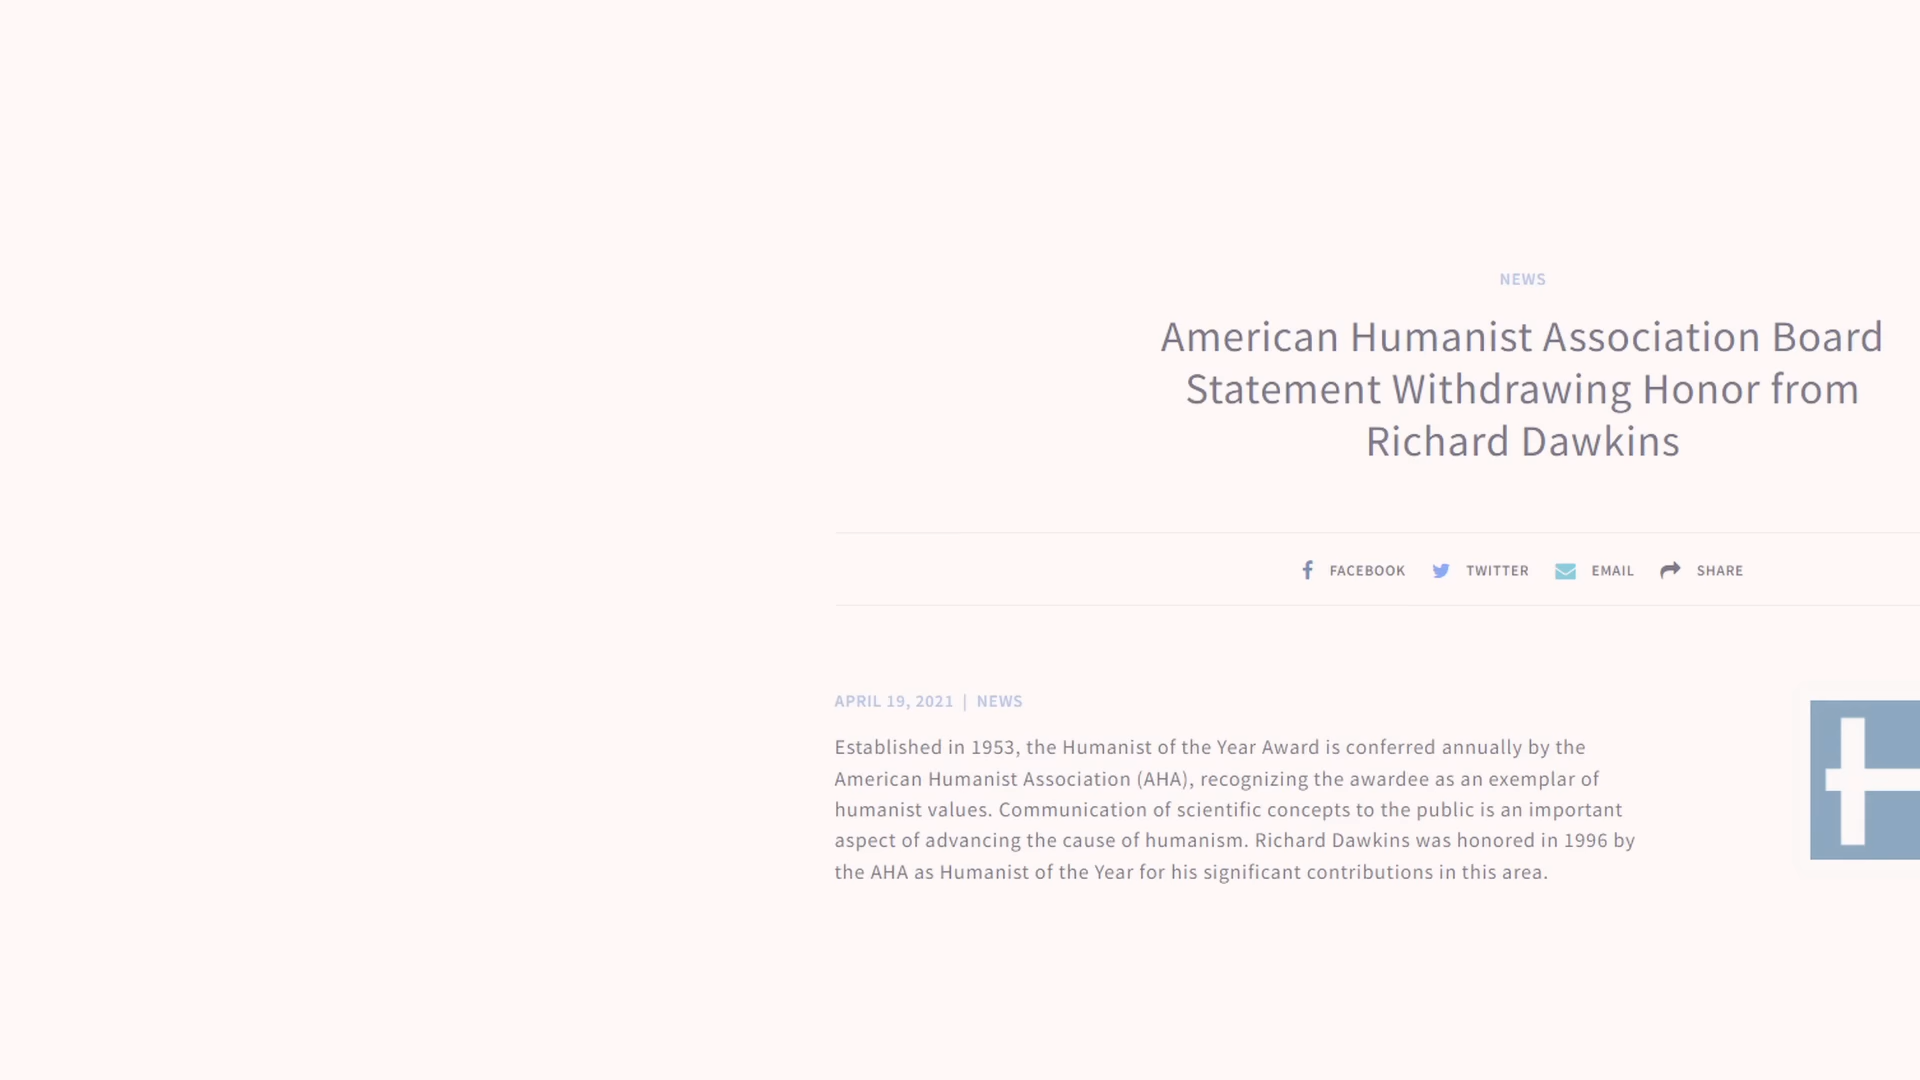 NEWS
American Humanist Association Board
Statement Withdrawing Honor from
Richard Dawkins
FACEBOOK TWITTER EMAIL SHARE
APRIL 19, 2021 | NEWS
Established in 1953, the Humanist of the Year Award is conferred annually by the
American Humanist Association (AHA), recognizing the awardee as an exemplar of
humanist values. Communication of scientific concepts to the public is an important
aspect of advancing the cause of humanism. Richard Dawkins was honored in 1996 by
the AHA as Humanist of the Year for his significant contributions in this area.